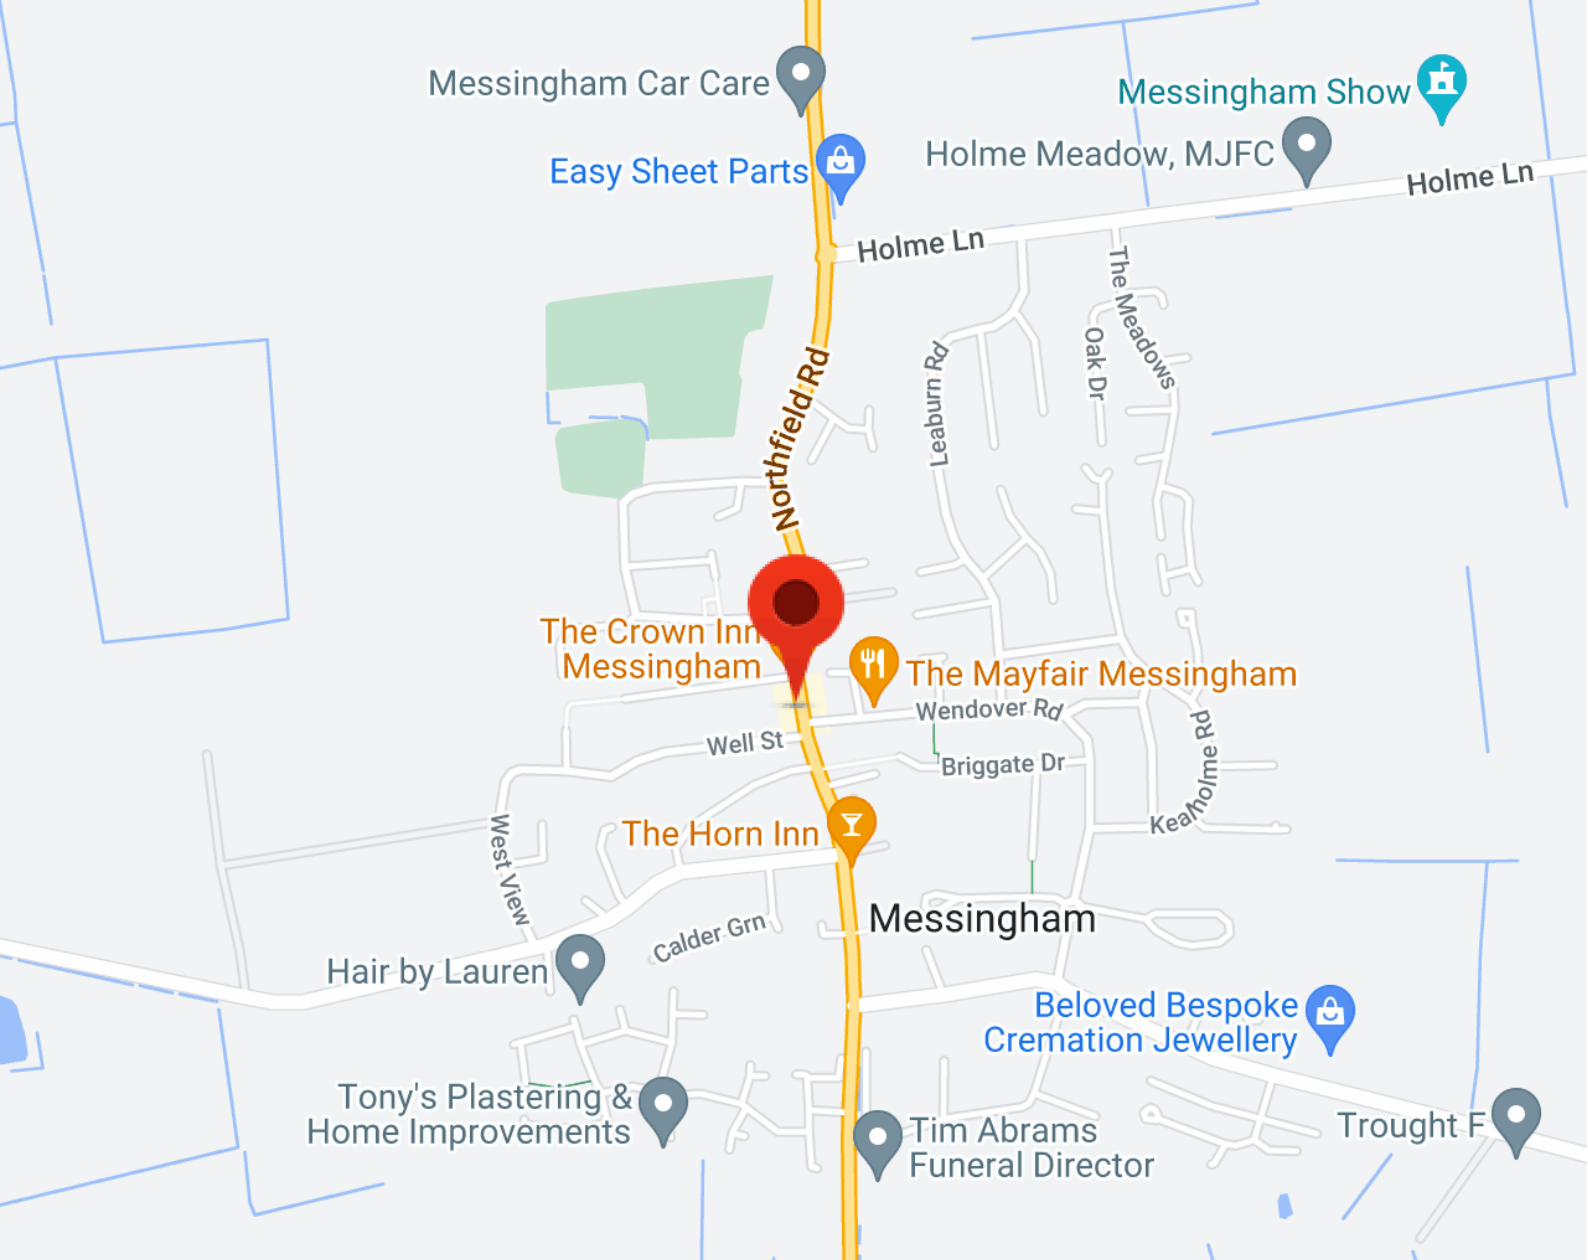 Messingham Car Care
Messingham Show
Holme Meadow, MJFC
Easy Sheet Parts
Holme Ln
Holme Ln
The Meadows
Oak Dr
Leaburn Rd
Northfield Rd
The Crown Inn
Messingham
The Mayfair Messingham
Wendover Rd
Well St
Briggate Dr
Keaholme Rd
The Horn Inn
West View
Messingham
Calder Grn
Hair by Lauren
Beloved Bespoke
Cremation Jewellery
Tony's Plastering &
Home Improvements
Tim Abrams
Funeral Director
Trought F